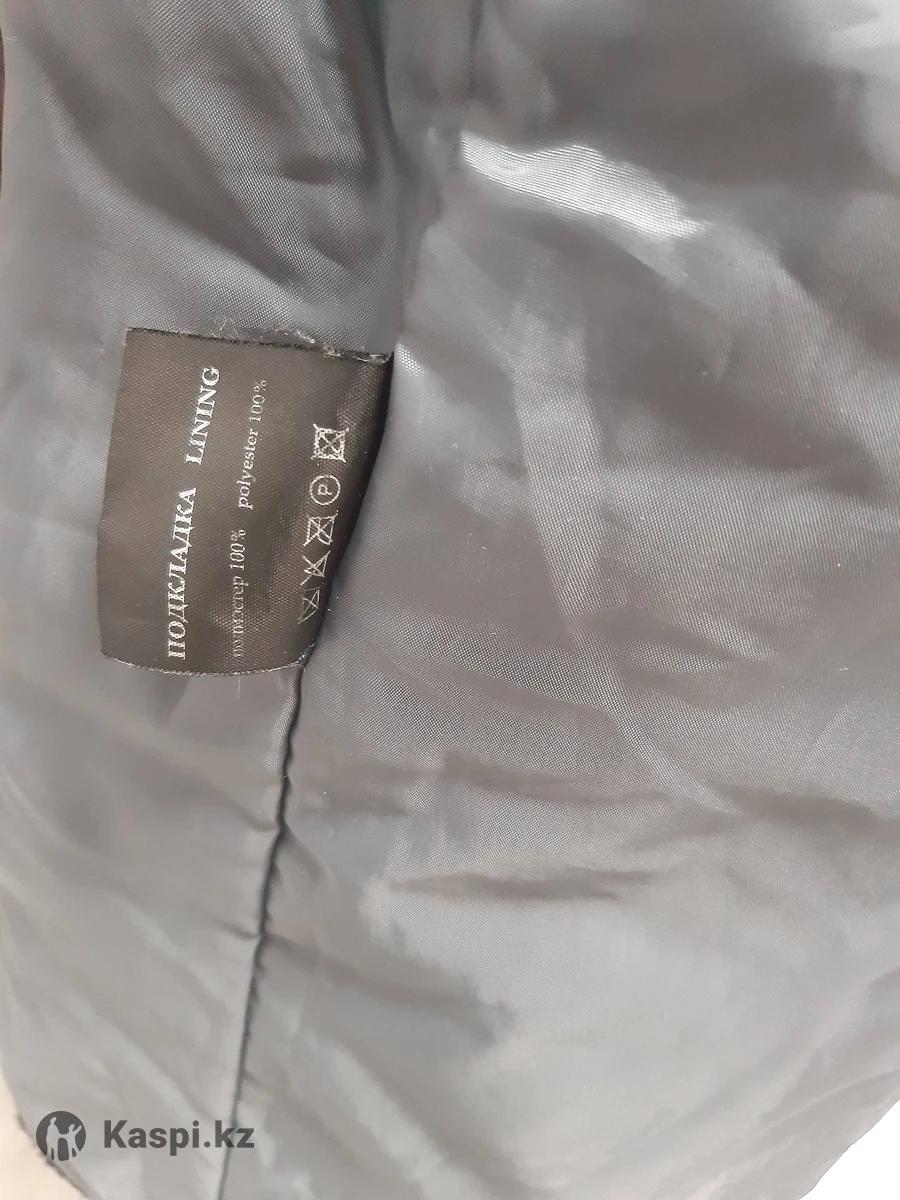 ПОДКЛАДКА LINING
полиэстер 100% polyester 100%
P
Kaspi.kz